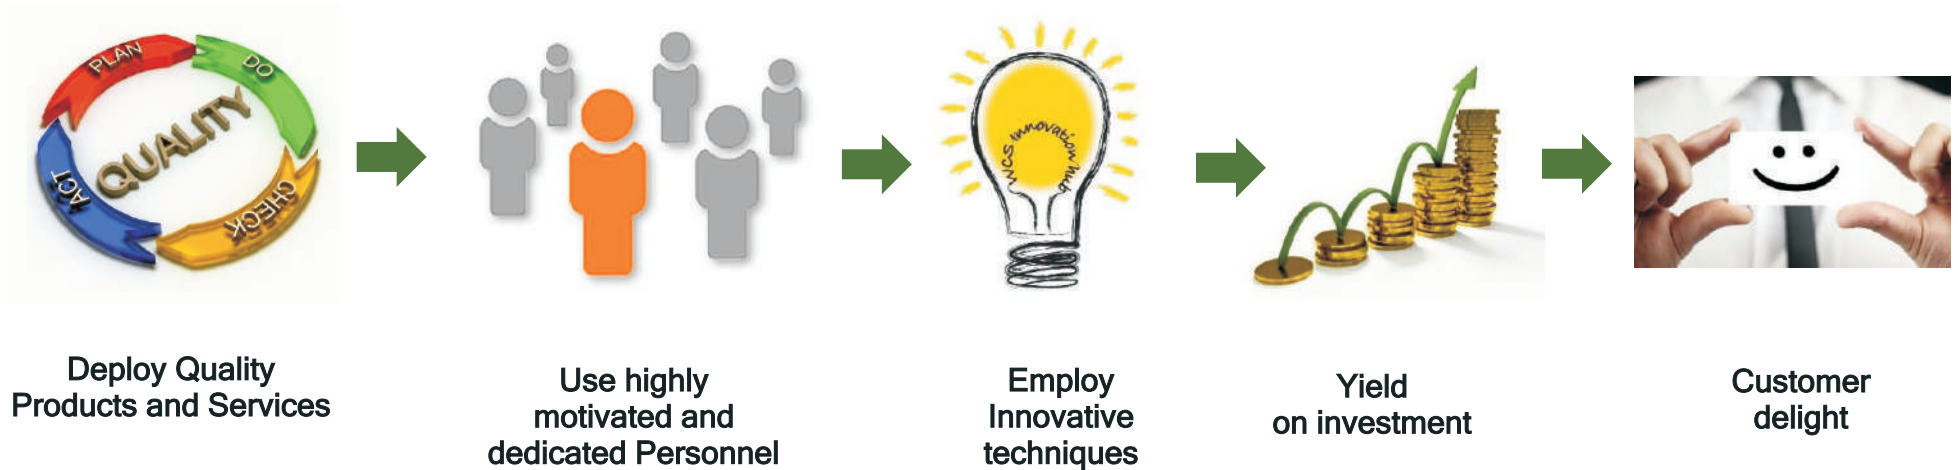 PLAN
DO
QUALITY
ACT
CHECK
NCS Innovation hub
Deploy Quality
Products and Services
Use highly
motivated and
dedicated Personnel
Employ
Innovative
techniques
Yield
on investment
Customer
delight